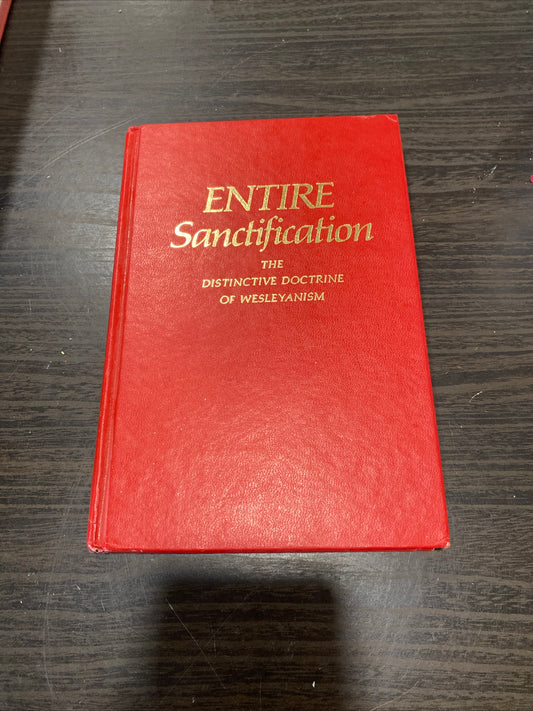 ENTIRE
Sanctification
THE
DISTINCTIVE DOCTRINE
OF WESLEYANISM